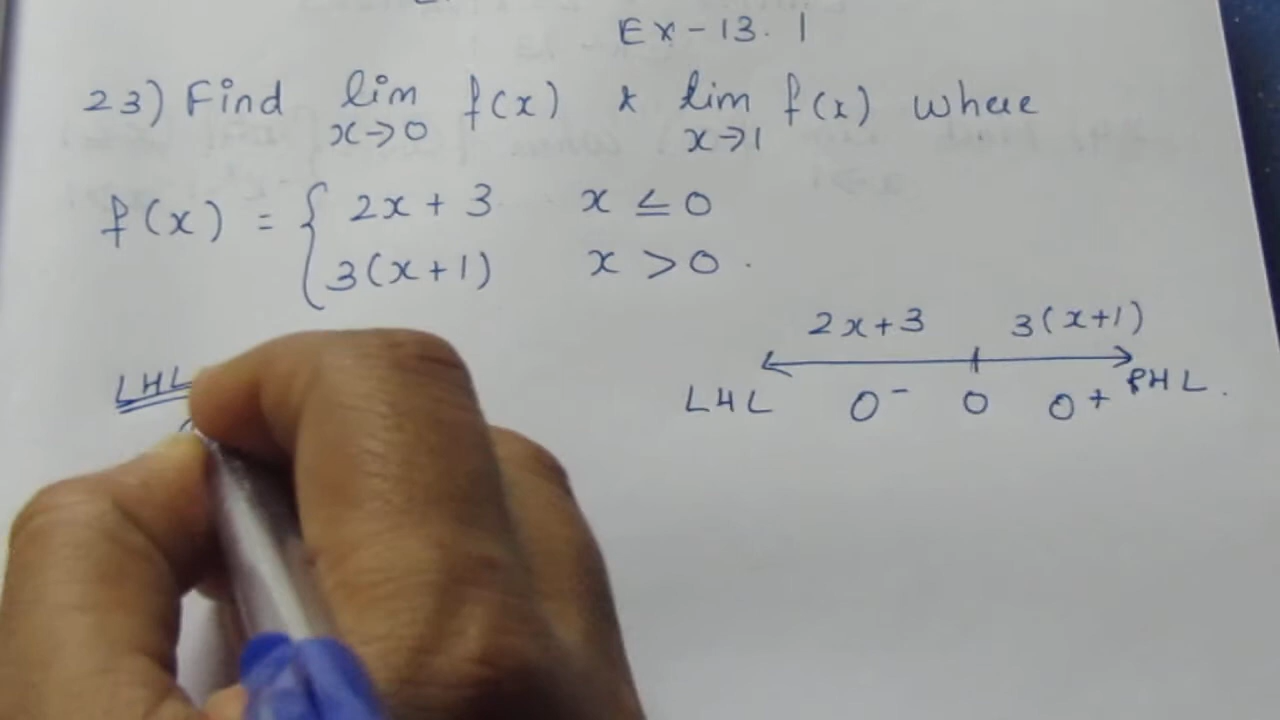 Ex-13.1
23) Find lim x→0 f(x) & lim x→1 f(x) where
f(x) = { 2x+3 x ≤ 0
3(x+1) x > 0.
2x+3 3(x+1)
LHL 0⁻ 0 0⁺ RHL.
LHL